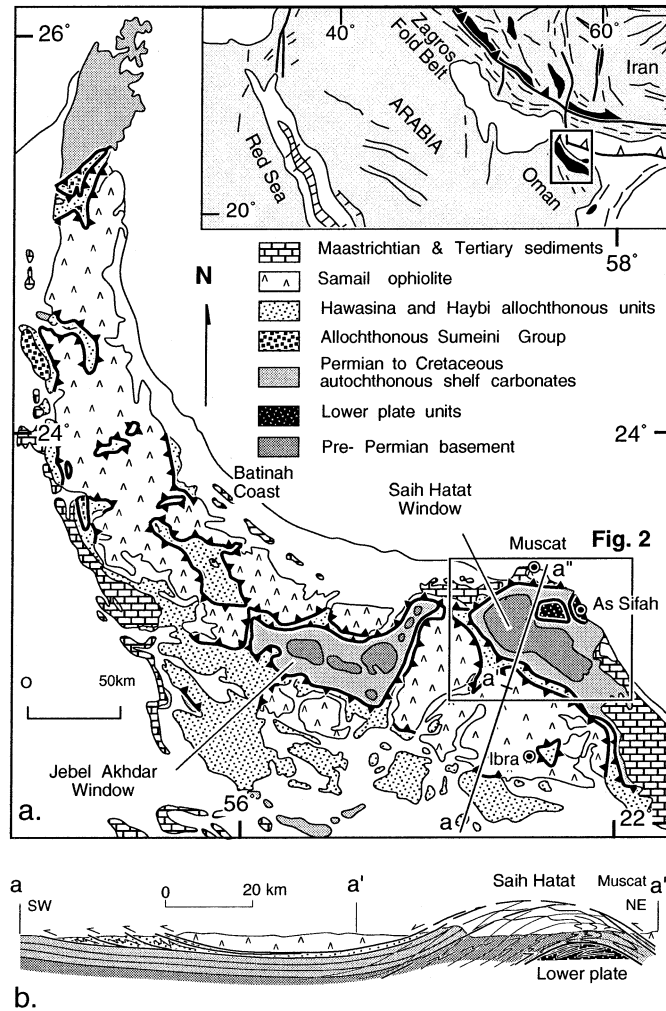 26°
40°
60°
Zagros
Fold Belt
Iran
ARABIA
Red Sea
Oman
20°
58°
N
Maastrichtian & Tertiary sediments
Samail ophiolite
Hawasina and Haybi allochthonous units
Allochthonous Sumeini Group
Permian to Cretaceous
autochthonous shelf carbonates
Lower plate units
Pre- Permian basement
24°
24°
Batinah
Coast
Saih Hatat
Window
Muscat
Fig. 2
a"
As Sifah
O
50km
a'
Jebel Akhdar
Window
Ibra
56°
a
22
a.
a
SW
0
20 km
a'
Saih Hatat
Muscat
a"
NE
Lower plate
b.